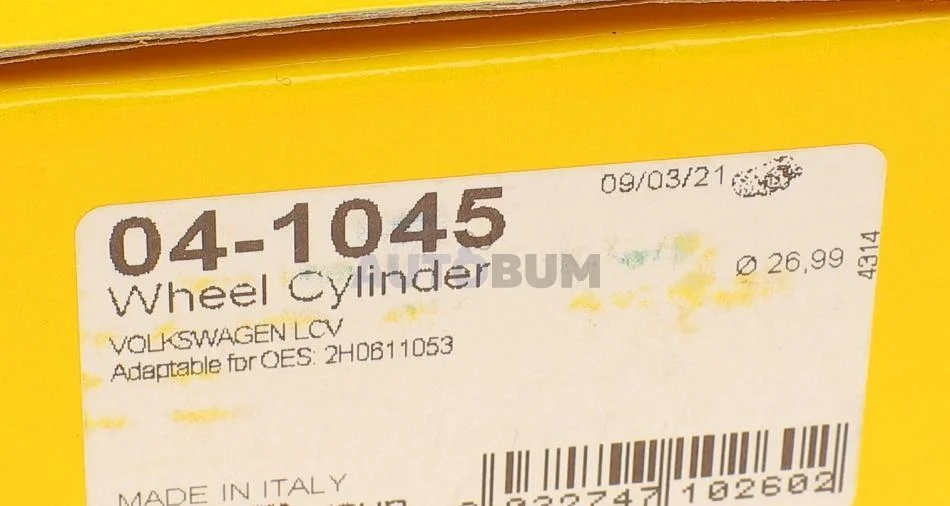 04-1045
09/03/21
Wheel Cylinder
Ø 26,99
4314
AUTOBUM
VOLKSWAGEN LCV
Adaptable for OES: 2H0611053
MADE IN ITALY
102602